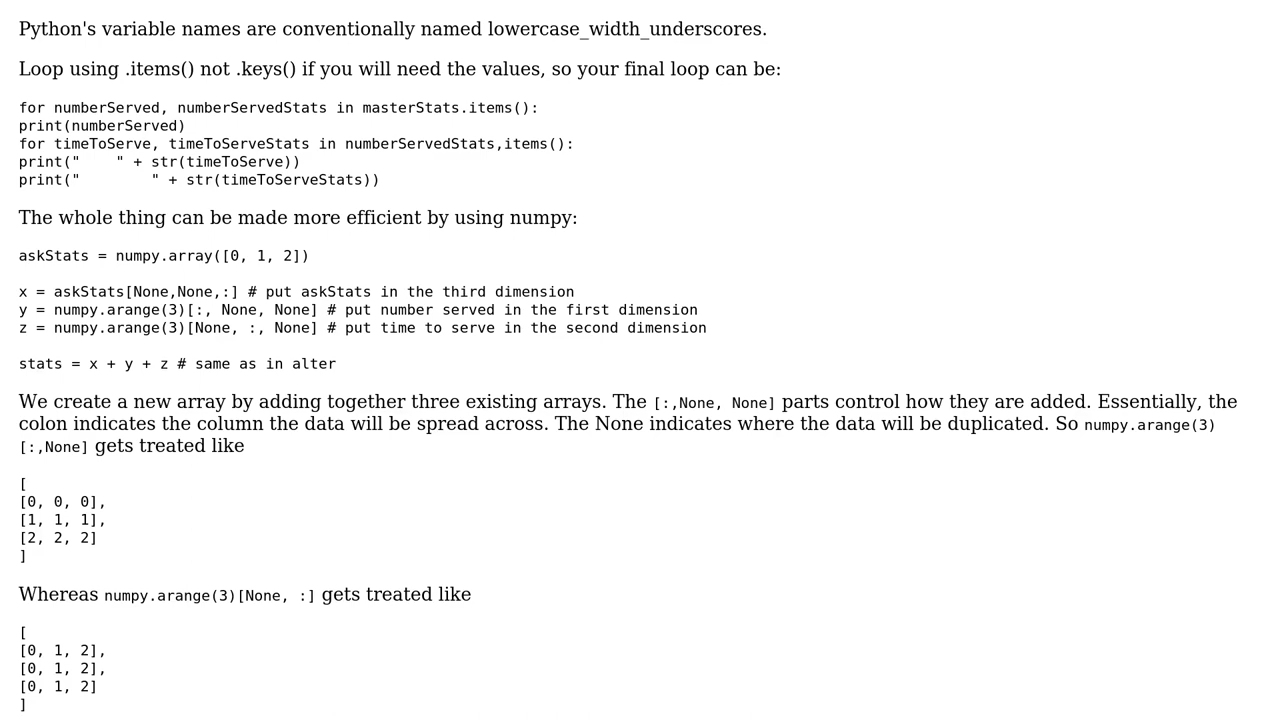 Python's variable names are conventionally named lowercase_width_underscores.
Loop using .items() not .keys() if you will need the values, so your final loop can be:
for numberServed, numberServedStats in masterStats.items():
print(numberServed)
for timeToServe, timeToServeStats in numberServedStats,items():
print("    " + str(timeToServe))
print("        " + str(timeToServeStats))
The whole thing can be made more efficient by using numpy:
askStats = numpy.array([0, 1, 2])
x = askStats[None,None,:] # put askStats in the third dimension
y = numpy.arange(3)[:, None, None] # put number served in the first dimension
z = numpy.arange(3)[None, :, None] # put time to serve in the second dimension
stats = x + y + z # same as in alter
We create a new array by adding together three existing arrays. The [:,None, None] parts control how they are added. Essentially, the
colon indicates the column the data will be spread across. The None indicates where the data will be duplicated. So numpy.arange(3)
[:,None] gets treated like
[
[0, 0, 0],
[1, 1, 1],
[2, 2, 2]
]
Whereas numpy.arange(3)[None, :] gets treated like
[
[0, 1, 2],
[0, 1, 2],
[0, 1, 2]
]